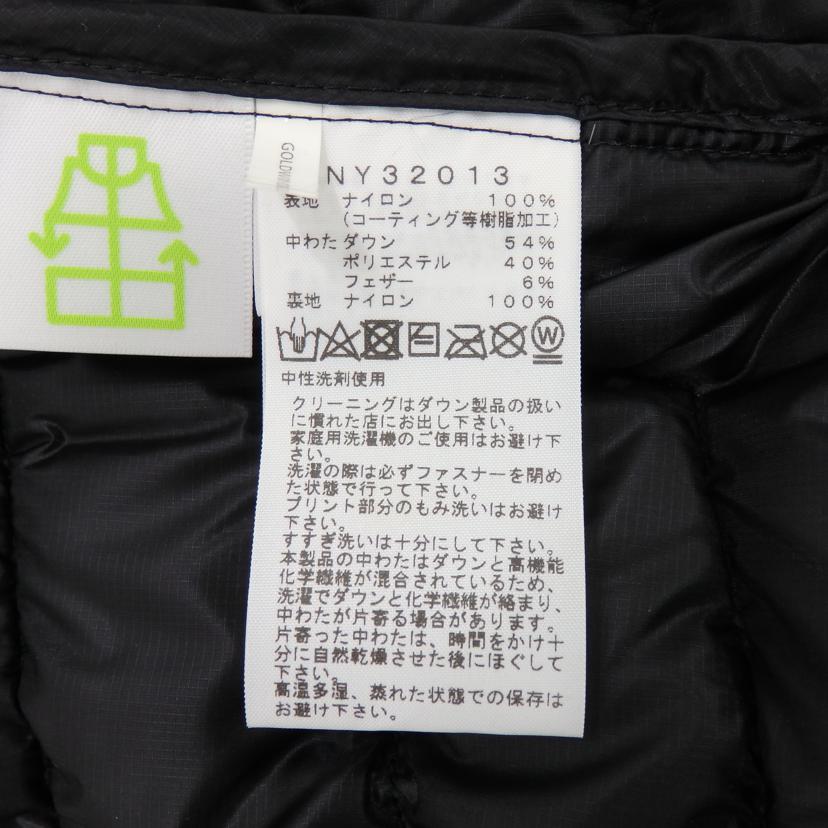 GOLDWIN
NY32013
表地 ナイロン 100%
(コーティング等樹脂加工)
中わた ダウン 54%
ポリエステル 40%
フェザー 6%
裏地 ナイロン 100%
W
中性洗剤使用
クリーニングはダウン製品の扱い
に慣れた店にお出し下さい。
家庭用洗濯機のご使用はお避け下
さい。
洗濯の際は必ずファスナーを閉め
た状態で行って下さい。
プリント部分のもみ洗いはお避け
下さい。
すすぎ洗いは十分にして下さい。
本製品の中わたはダウンと高機能
化学繊維が混合されているため、
洗濯でダウンと化学繊維が絡まり、
中わたが片寄る場合があります。
片寄った中わたは、時間をかけ十
分に自然乾燥させた後にほぐして
下さい。
高温多湿、蒸れた状態での保存は
お避け下さい。